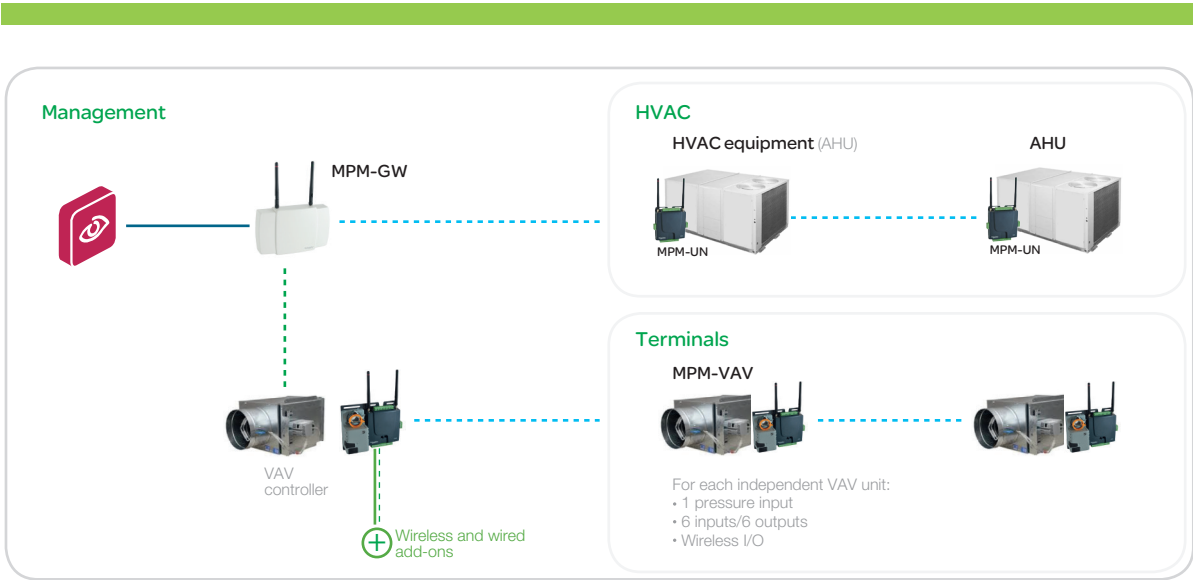 Management
MPM-GW
VAV
controller
Wireless and wired
add-ons
HVAC
HVAC equipment (AHU)
AHU
MPM-UN
MPM-UN
Terminals
MPM-VAV
For each independent VAV unit:
• 1 pressure input
• 6 inputs/6 outputs
• Wireless I/O